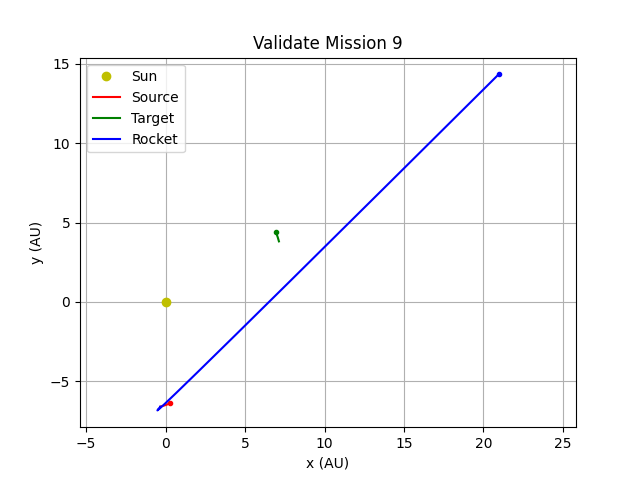 Validate Mission 9
Sun
Source
Target
Rocket
15
10
5
0
−5
y (AU)
−5
0
5
10
15
20
25
x (AU)